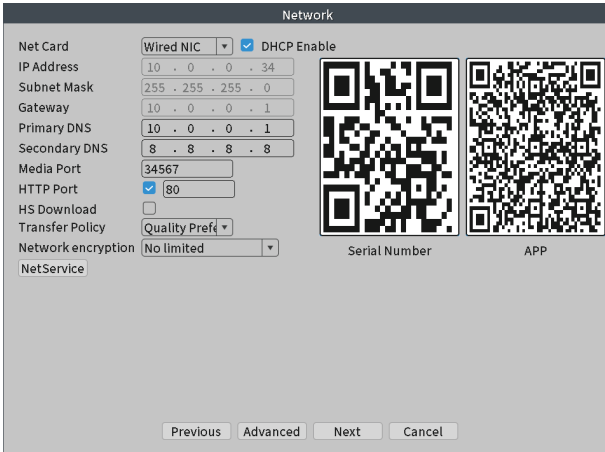 Network
Net Card Wired NIC DHCP Enable
IP Address 10 . 0 . 0 . 34
Subnet Mask 255 . 255 . 255 . 0
Gateway 10 . 0 . 0 . 1
Primary DNS 10 . 0 . 0 . 1
Secondary DNS 8 . 8 . 8 . 8
Media Port 34567
HTTP Port 80
HS Download
Transfer Policy Quality Prefe
Network encryption No limited
Serial Number APP
NetService
Previous Advanced Next Cancel